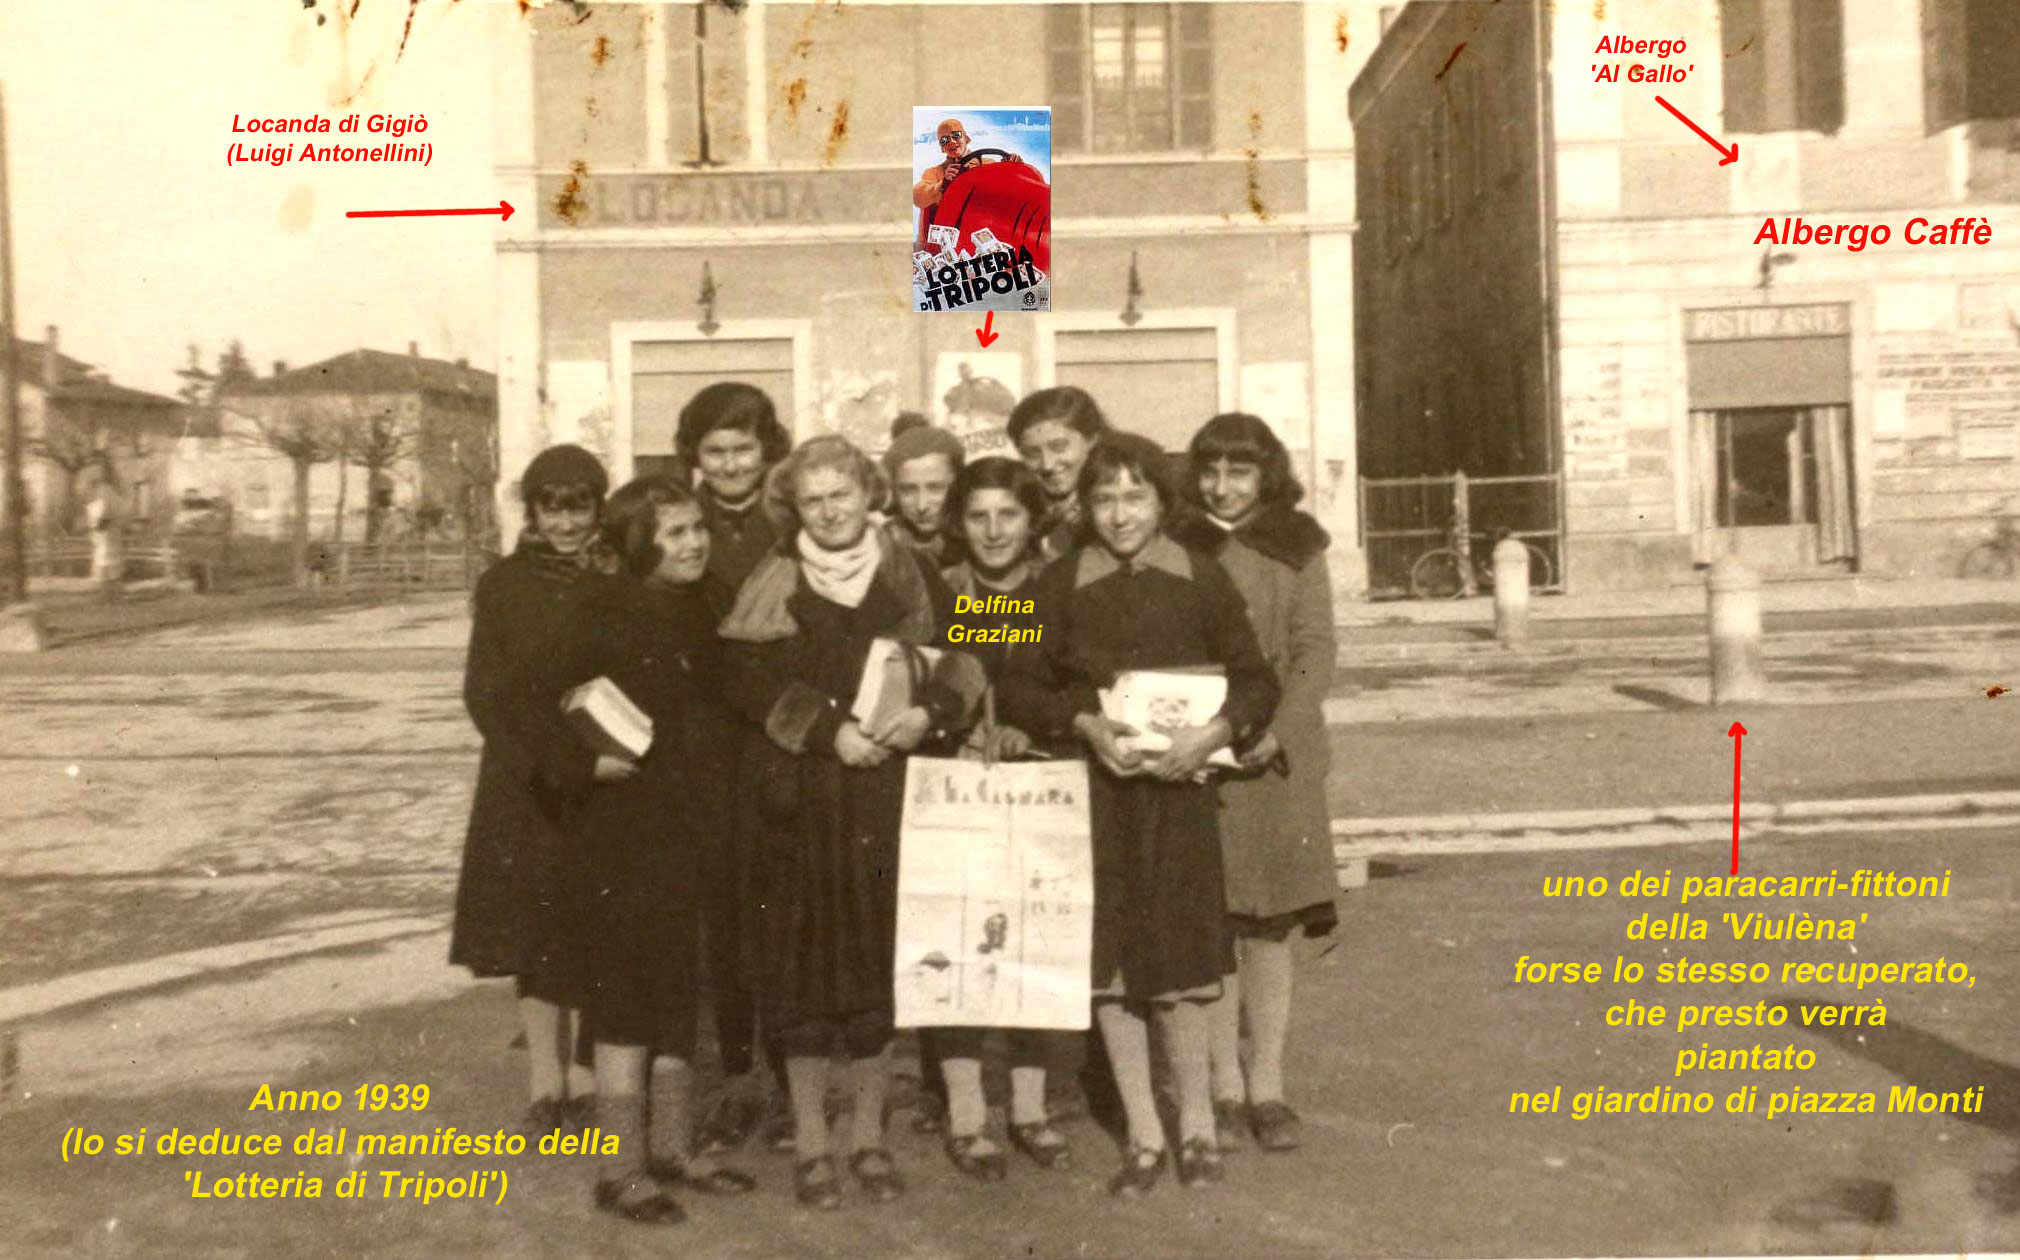 Albergo
'Al Gallo'
Locanda di Gigiò
(Luigi Antonellini)
LOCANDA
LOTTERIA
DI TRIPOLI
Albergo Caffè
RISTORANTE
Delfina
Graziani
LA CANGURA
uno dei paracarri-fittoni
della 'Viulèna'
forse lo stesso recuperato,
che presto verrà
piantato
nel giardino di piazza Monti
Anno 1939
(lo si deduce dal manifesto della
'Lotteria di Tripoli')